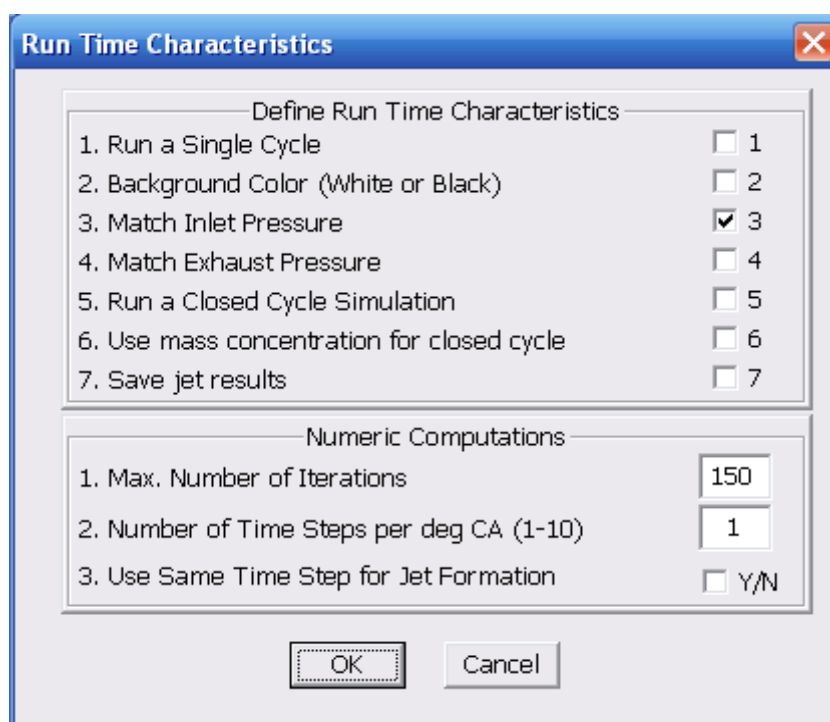 Run Time Characteristics
Define Run Time Characteristics
1. Run a Single Cycle 1
2. Background Color (White or Black) 2
3. Match Inlet Pressure 3
4. Match Exhaust Pressure 4
5. Run a Closed Cycle Simulation 5
6. Use mass concentration for closed cycle 6
7. Save jet results 7
Numeric Computations
1. Max. Number of Iterations 150
2. Number of Time Steps per deg CA (1-10) 1
3. Use Same Time Step for Jet Formation Y/N
OK Cancel